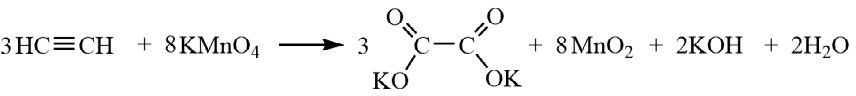 3HC≡CH + 8KMnO₄ ⟶ 3 O O C–C KO OK + 8MnO₂ + 2KOH + 2H₂O